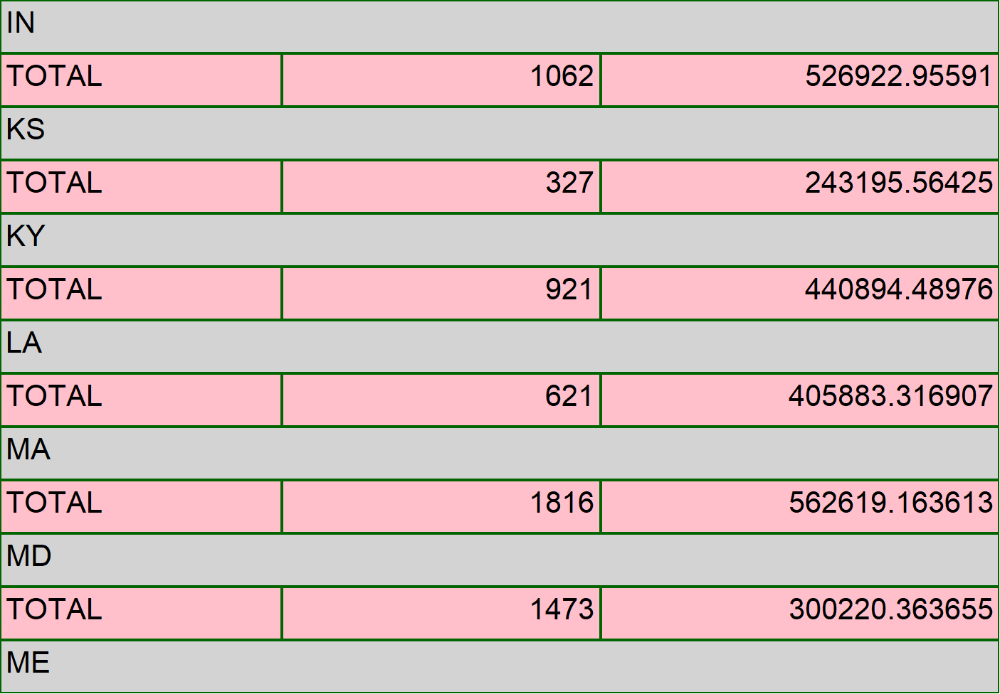 IN
TOTAL 1062 526922.95591
KS
TOTAL 327 243195.56425
KY
TOTAL 921 440894.48976
LA
TOTAL 621 405883.316907
MA
TOTAL 1816 562619.163613
MD
TOTAL 1473 300220.363655
ME